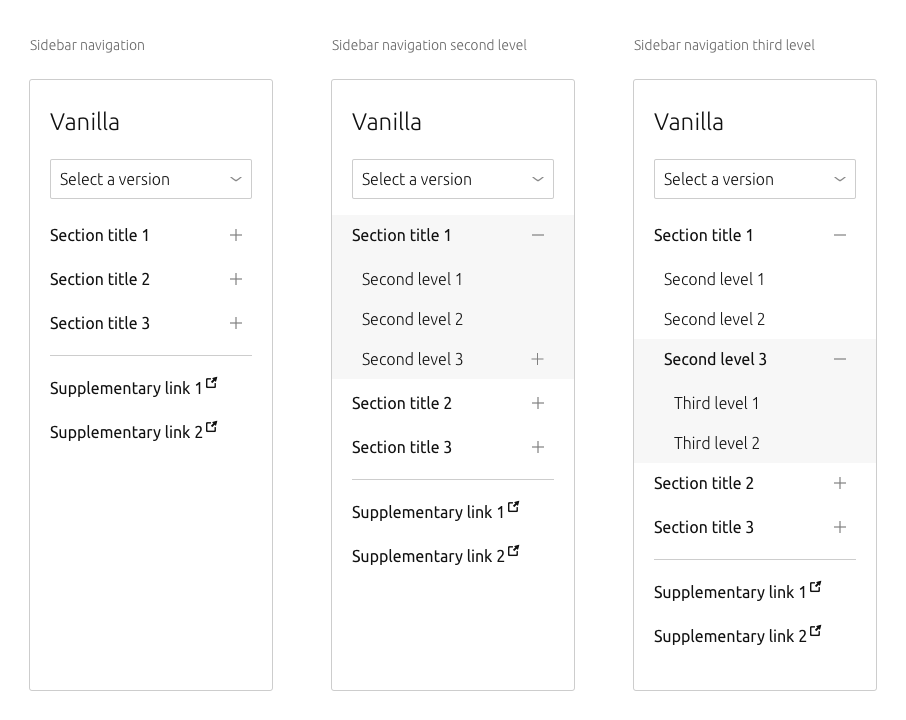 Sidebar navigation
Vanilla
Select a version
Section title 1
Section title 2
Section title 3
Supplementary link 1
Supplementary link 2
Sidebar navigation second level
Vanilla
Select a version
Section title 1
Second level 1
Second level 2
Second level 3
Section title 2
Section title 3
Supplementary link 1
Supplementary link 2
Sidebar navigation third level
Vanilla
Select a version
Section title 1
Second level 1
Second level 2
Second level 3
Third level 1
Third level 2
Section title 2
Section title 3
Supplementary link 1
Supplementary link 2